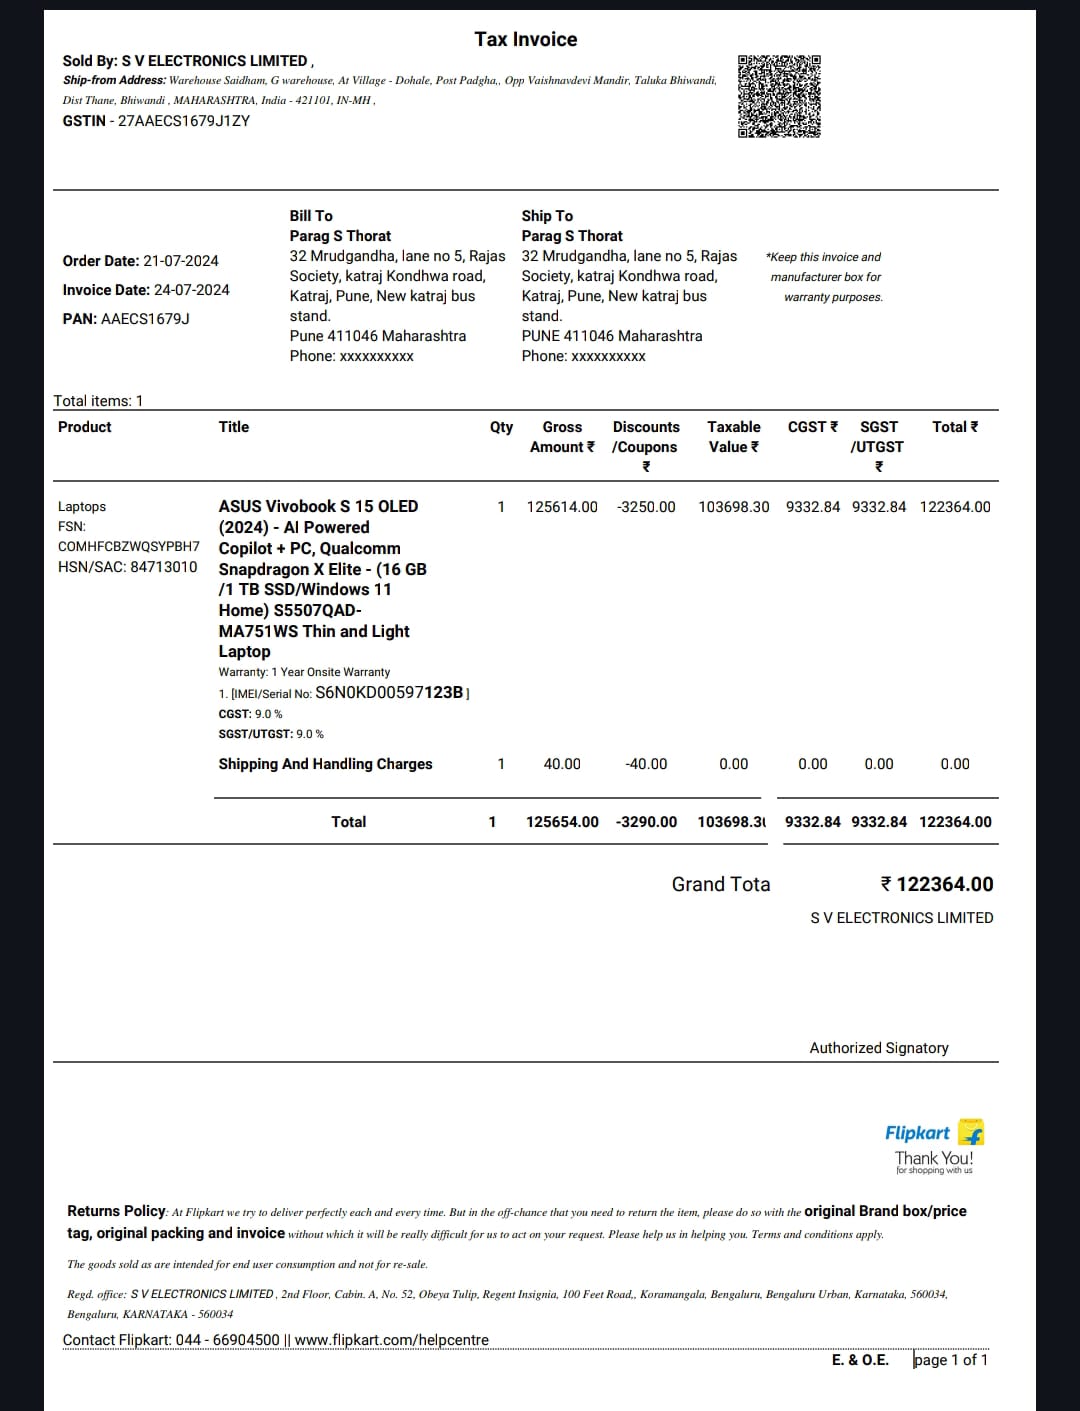 Tax Invoice
Sold By: S V ELECTRONICS LIMITED ,
Ship-from Address: Warehouse Saidham, G warehouse, At Village - Dohale, Post Padgha,, Opp Vaishnavdevi Mandir, Taluka Bhiwandi,
Dist Thane, Bhiwandi , MAHARASHTRA, India - 421101, IN-MH ,
GSTIN - 27AAECS1679J1ZY
Order Date: 21-07-2024
Invoice Date: 24-07-2024
PAN: AAECS1679J
Bill To
Parag S Thorat
32 Mrudgandha, lane no 5, Rajas
Society, katraj Kondhwa road,
Katraj, Pune, New katraj bus
stand.
Pune 411046 Maharashtra
Phone: xxxxxxxxxx
Ship To
Parag S Thorat
32 Mrudgandha, lane no 5, Rajas
Society, katraj Kondhwa road,
Katraj, Pune, New katraj bus
stand.
PUNE 411046 Maharashtra
Phone: xxxxxxxxxx
*Keep this invoice and
manufacturer box for
warranty purposes.
Total items: 1
Product Title Qty Gross Amount ₹ Discounts /Coupons ₹ Taxable Value ₹ CGST ₹ SGST /UTGST ₹ Total ₹
Laptops
FSN:
COMHFCBZWQSYPBH7
HSN/SAC: 84713010
ASUS Vivobook S 15 OLED
(2024) - AI Powered
Copilot + PC, Qualcomm
Snapdragon X Elite - (16 GB
/1 TB SSD/Windows 11
Home) S5507QAD-
MA751WS Thin and Light
Laptop
Warranty: 1 Year Onsite Warranty
1. [IMEI/Serial No: S6N0KD00597123B ]
CGST: 9.0 %
SGST/UTGST: 9.0 %
1 125614.00 -3250.00 103698.30 9332.84 9332.84 122364.00
Shipping And Handling Charges 1 40.00 -40.00 0.00 0.00 0.00 0.00
Total 1 125654.00 -3290.00 103698.30 9332.84 9332.84 122364.00
Grand Tota ₹ 122364.00
S V ELECTRONICS LIMITED
Authorized Signatory
Flipkart
Thank You!
for shopping with us
Returns Policy: At Flipkart we try to deliver perfectly each and every time. But in the off-chance that you need to return the item, please do so with the original Brand box/price
tag, original packing and invoice without which it will be really difficult for us to act on your request. Please help us in helping you. Terms and conditions apply.
The goods sold as are intended for end user consumption and not for re-sale.
Regd. office: S V ELECTRONICS LIMITED , 2nd Floor, Cabin. A, No. 52, Obeya Tulip, Regent Insignia, 100 Feet Road,, Koramangala, Bengaluru, Bengaluru Urban, Karnataka, 560034,
Bengaluru, KARNATAKA - 560034
Contact Flipkart: 044 - 66904500 || www.flipkart.com/helpcentre
E. & O.E. page 1 of 1